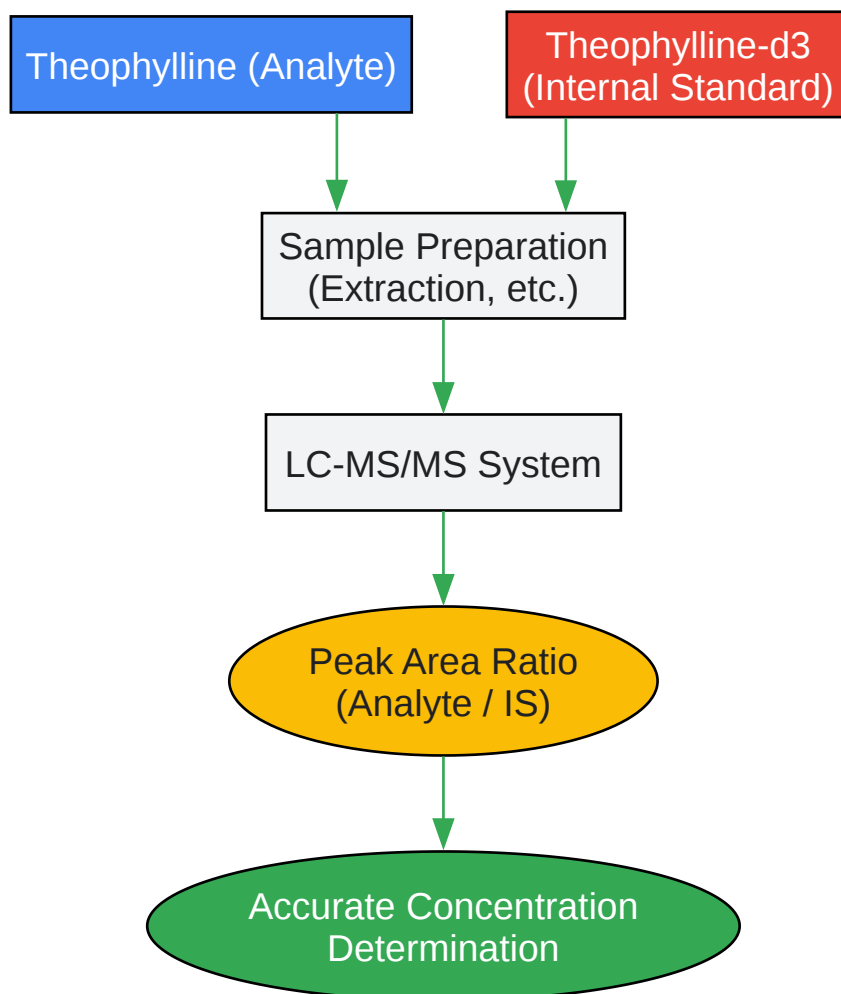 Theophylline (Analyte)
Theophylline-d3
(Internal Standard)
Sample Preparation
(Extraction, etc.)
LC-MS/MS System
Peak Area Ratio
(Analyte / IS)
Accurate Concentration
Determination